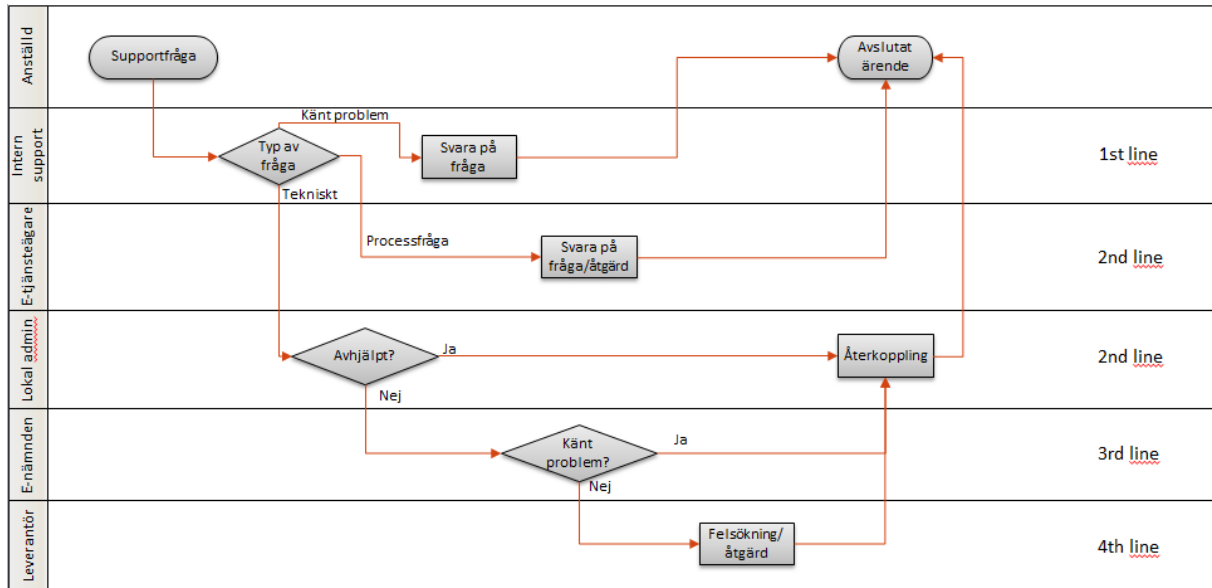 Anställd
Supportfråga
Avslutat
ärende
Intern
support
Känt problem
Typ av
fråga
Svara på
fråga
1st line
Tekniskt
E-tjänsteägare
Processfråga
Svara på
fråga/åtgärd
2nd line
Lokal admin
Avhjälpt?
Ja
Återkoppling
2nd line
Nej
E-nämnden
Känt
problem?
Ja
3rd line
Nej
Leverantör
Felsökning/
åtgärd
4th line